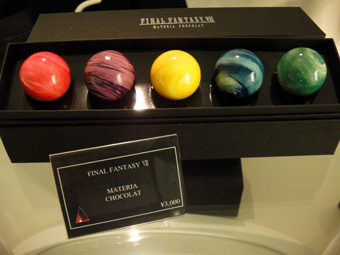 FINAL FANTASY VII
MATERIA CHOCOLAT
FINAL FANTASY VII
MATERIA
CHOCOLAT
¥3,000